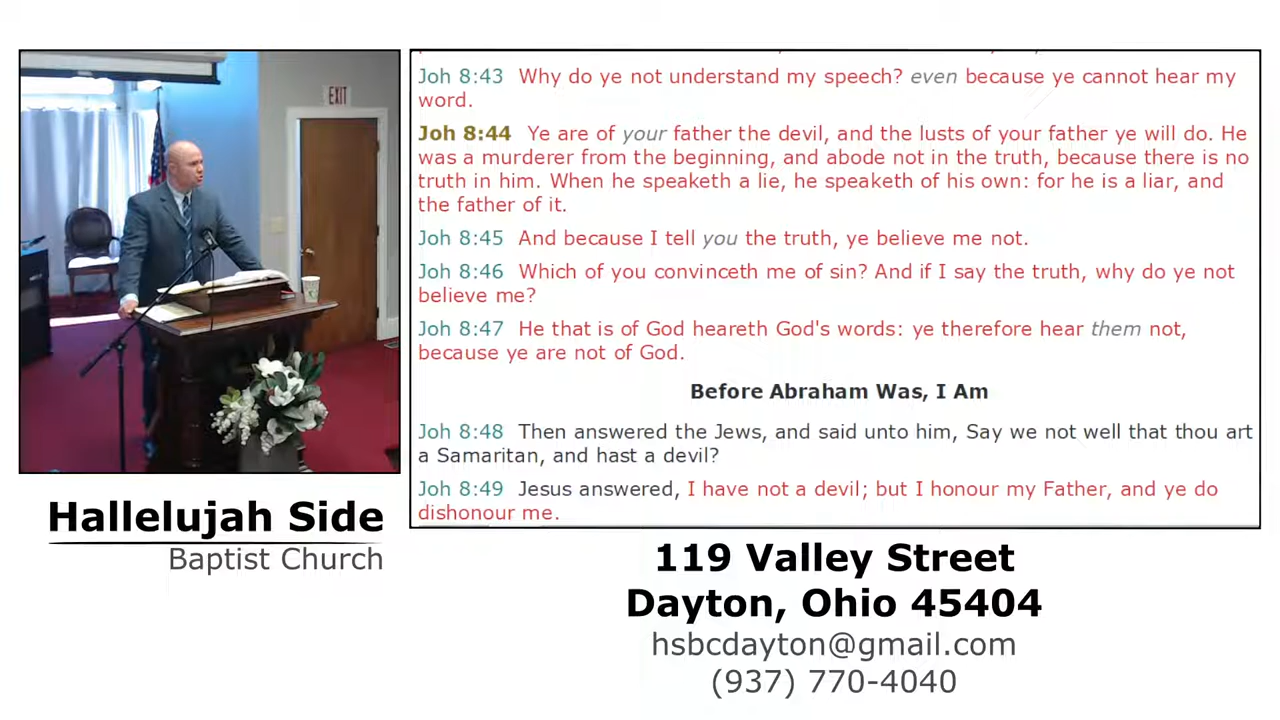 EXIT
Joh 8:43 Why do ye not understand my speech? even because ye cannot hear my
word.
Joh 8:44 Ye are of your father the devil, and the lusts of your father ye will do. He
was a murderer from the beginning, and abode not in the truth, because there is no
truth in him. When he speaketh a lie, he speaketh of his own: for he is a liar, and
the father of it.
Joh 8:45 And because I tell you the truth, ye believe me not.
Joh 8:46 Which of you convinceth me of sin? And if I say the truth, why do ye not
believe me?
Joh 8:47 He that is of God heareth God's words: ye therefore hear them not,
because ye are not of God.
Before Abraham Was, I Am
Joh 8:48 Then answered the Jews, and said unto him, Say we not well that thou art
a Samaritan, and hast a devil?
Joh 8:49 Jesus answered, I have not a devil; but I honour my Father, and ye do
dishonour me.
Hallelujah Side
Baptist Church
119 Valley Street
Dayton, Ohio 45404
hsbcdayton@gmail.com
(937) 770-4040